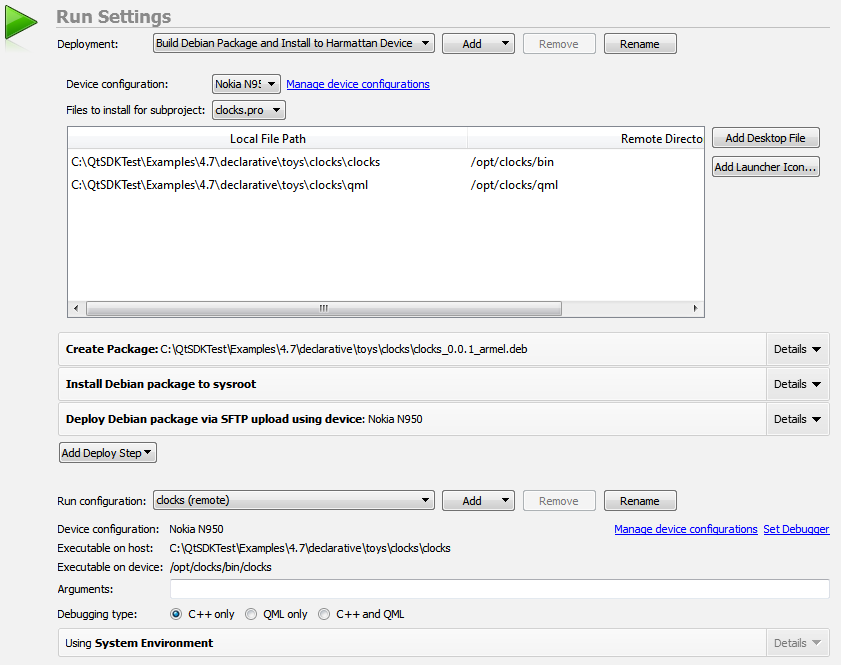 Run Settings
Deployment: Build Debian Package and Install to Harmattan Device Add Remove Rename
Device configuration: Nokia N95 Manage device configurations
Files to install for subproject: clocks.pro
Local File Path Remote Directo Add Desktop File
C:\QtSDKTest\Examples\4.7\declarative\toys\clocks\clocks /opt/clocks/bin Add Launcher Icon...
C:\QtSDKTest\Examples\4.7\declarative\toys\clocks\qml /opt/clocks/qml
Create Package: C:\QtSDKTest\Examples\4.7\declarative\toys\clocks\clocks_0.0.1_armel.deb Details
Install Debian package to sysroot Details
Deploy Debian package via SFTP upload using device: Nokia N950 Details
Add Deploy Step
Run configuration: clocks (remote) Add Remove Rename
Device configuration: Nokia N950 Manage device configurations Set Debugger
Executable on host: C:\QtSDKTest\Examples\4.7\declarative\toys\clocks\clocks
Executable on device: /opt/clocks/bin/clocks
Arguments:
Debugging type: C++ only QML only C++ and QML
Using System Environment Details